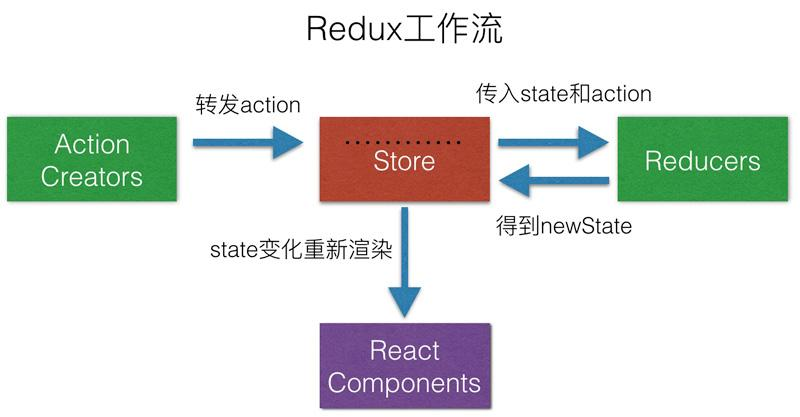 Redux工作流
转发action
传入state和action
Action
Creators
Store
Reducers
得到newState
state变化重新渲染
React
Components